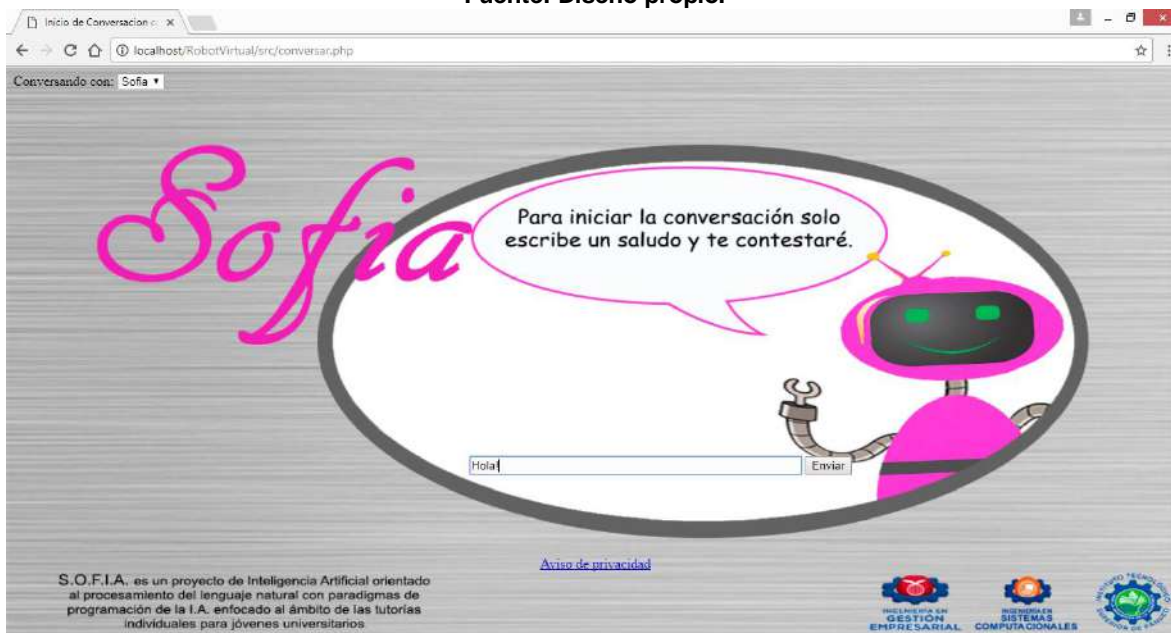 Fuente: Diseño propio.
Inicio de Conversacion c
localhost/RobotVirtual/src/conversar.php
Conversando con: Sofia
Sofia
Para iniciar la conversación solo
escribe un saludo y te contestaré.
Hola!
Enviar
Aviso de privacidad
S.O.F.I.A. es un proyecto de Inteligencia Artificial orientado
al procesamiento del lenguaje natural con paradigmas de
programación de la I.A. enfocado al ámbito de las tutorías
individuales para jóvenes universitarios
INGENIERÍA EN
GESTIÓN
EMPRESARIAL
INGENIERÍA EN
SISTEMAS
COMPUTACIONALES
INSTITUTO TECNOLÓGICO